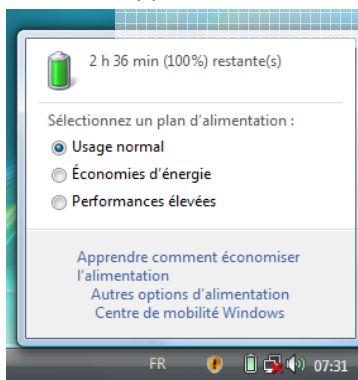 2 h 36 min (100%) restante(s)
Sélectionnez un plan d'alimentation :
Usage normal
Économies d'énergie
Performances élevées
Apprendre comment économiser
l'alimentation
Autres options d'alimentation
Centre de mobilité Windows
FR 07:31